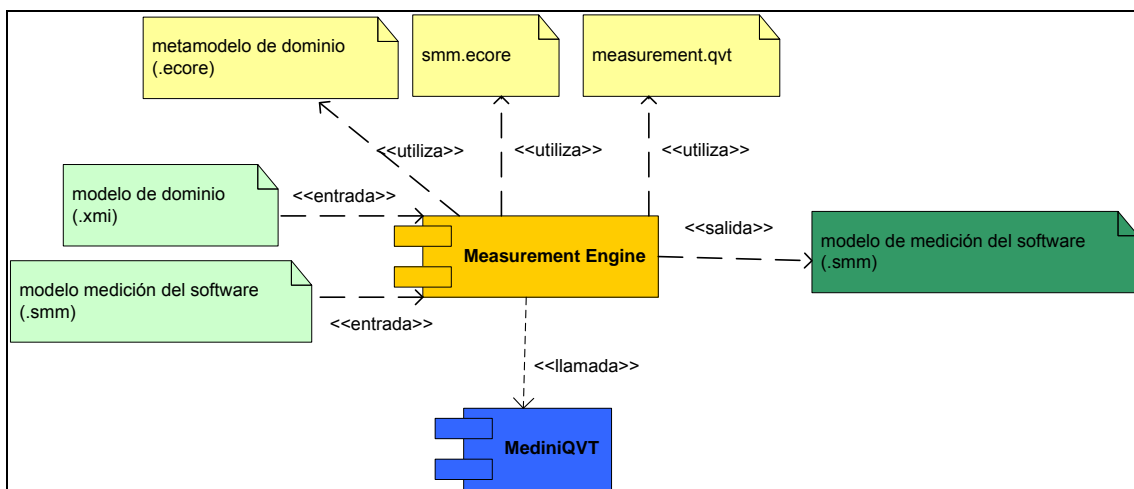 metamodelo de dominio
(.ecore)
smm.ecore
measurement.qvt
<<utiliza>>
<<utiliza>>
<<utiliza>>
modelo de dominio
(.xmi)
<<entrada>>
<<salida>>
Measurement Engine
modelo de medición del software
(.smm)
modelo medición del software
(.smm)
<<entrada>>
<<llamada>>
MediniQVT